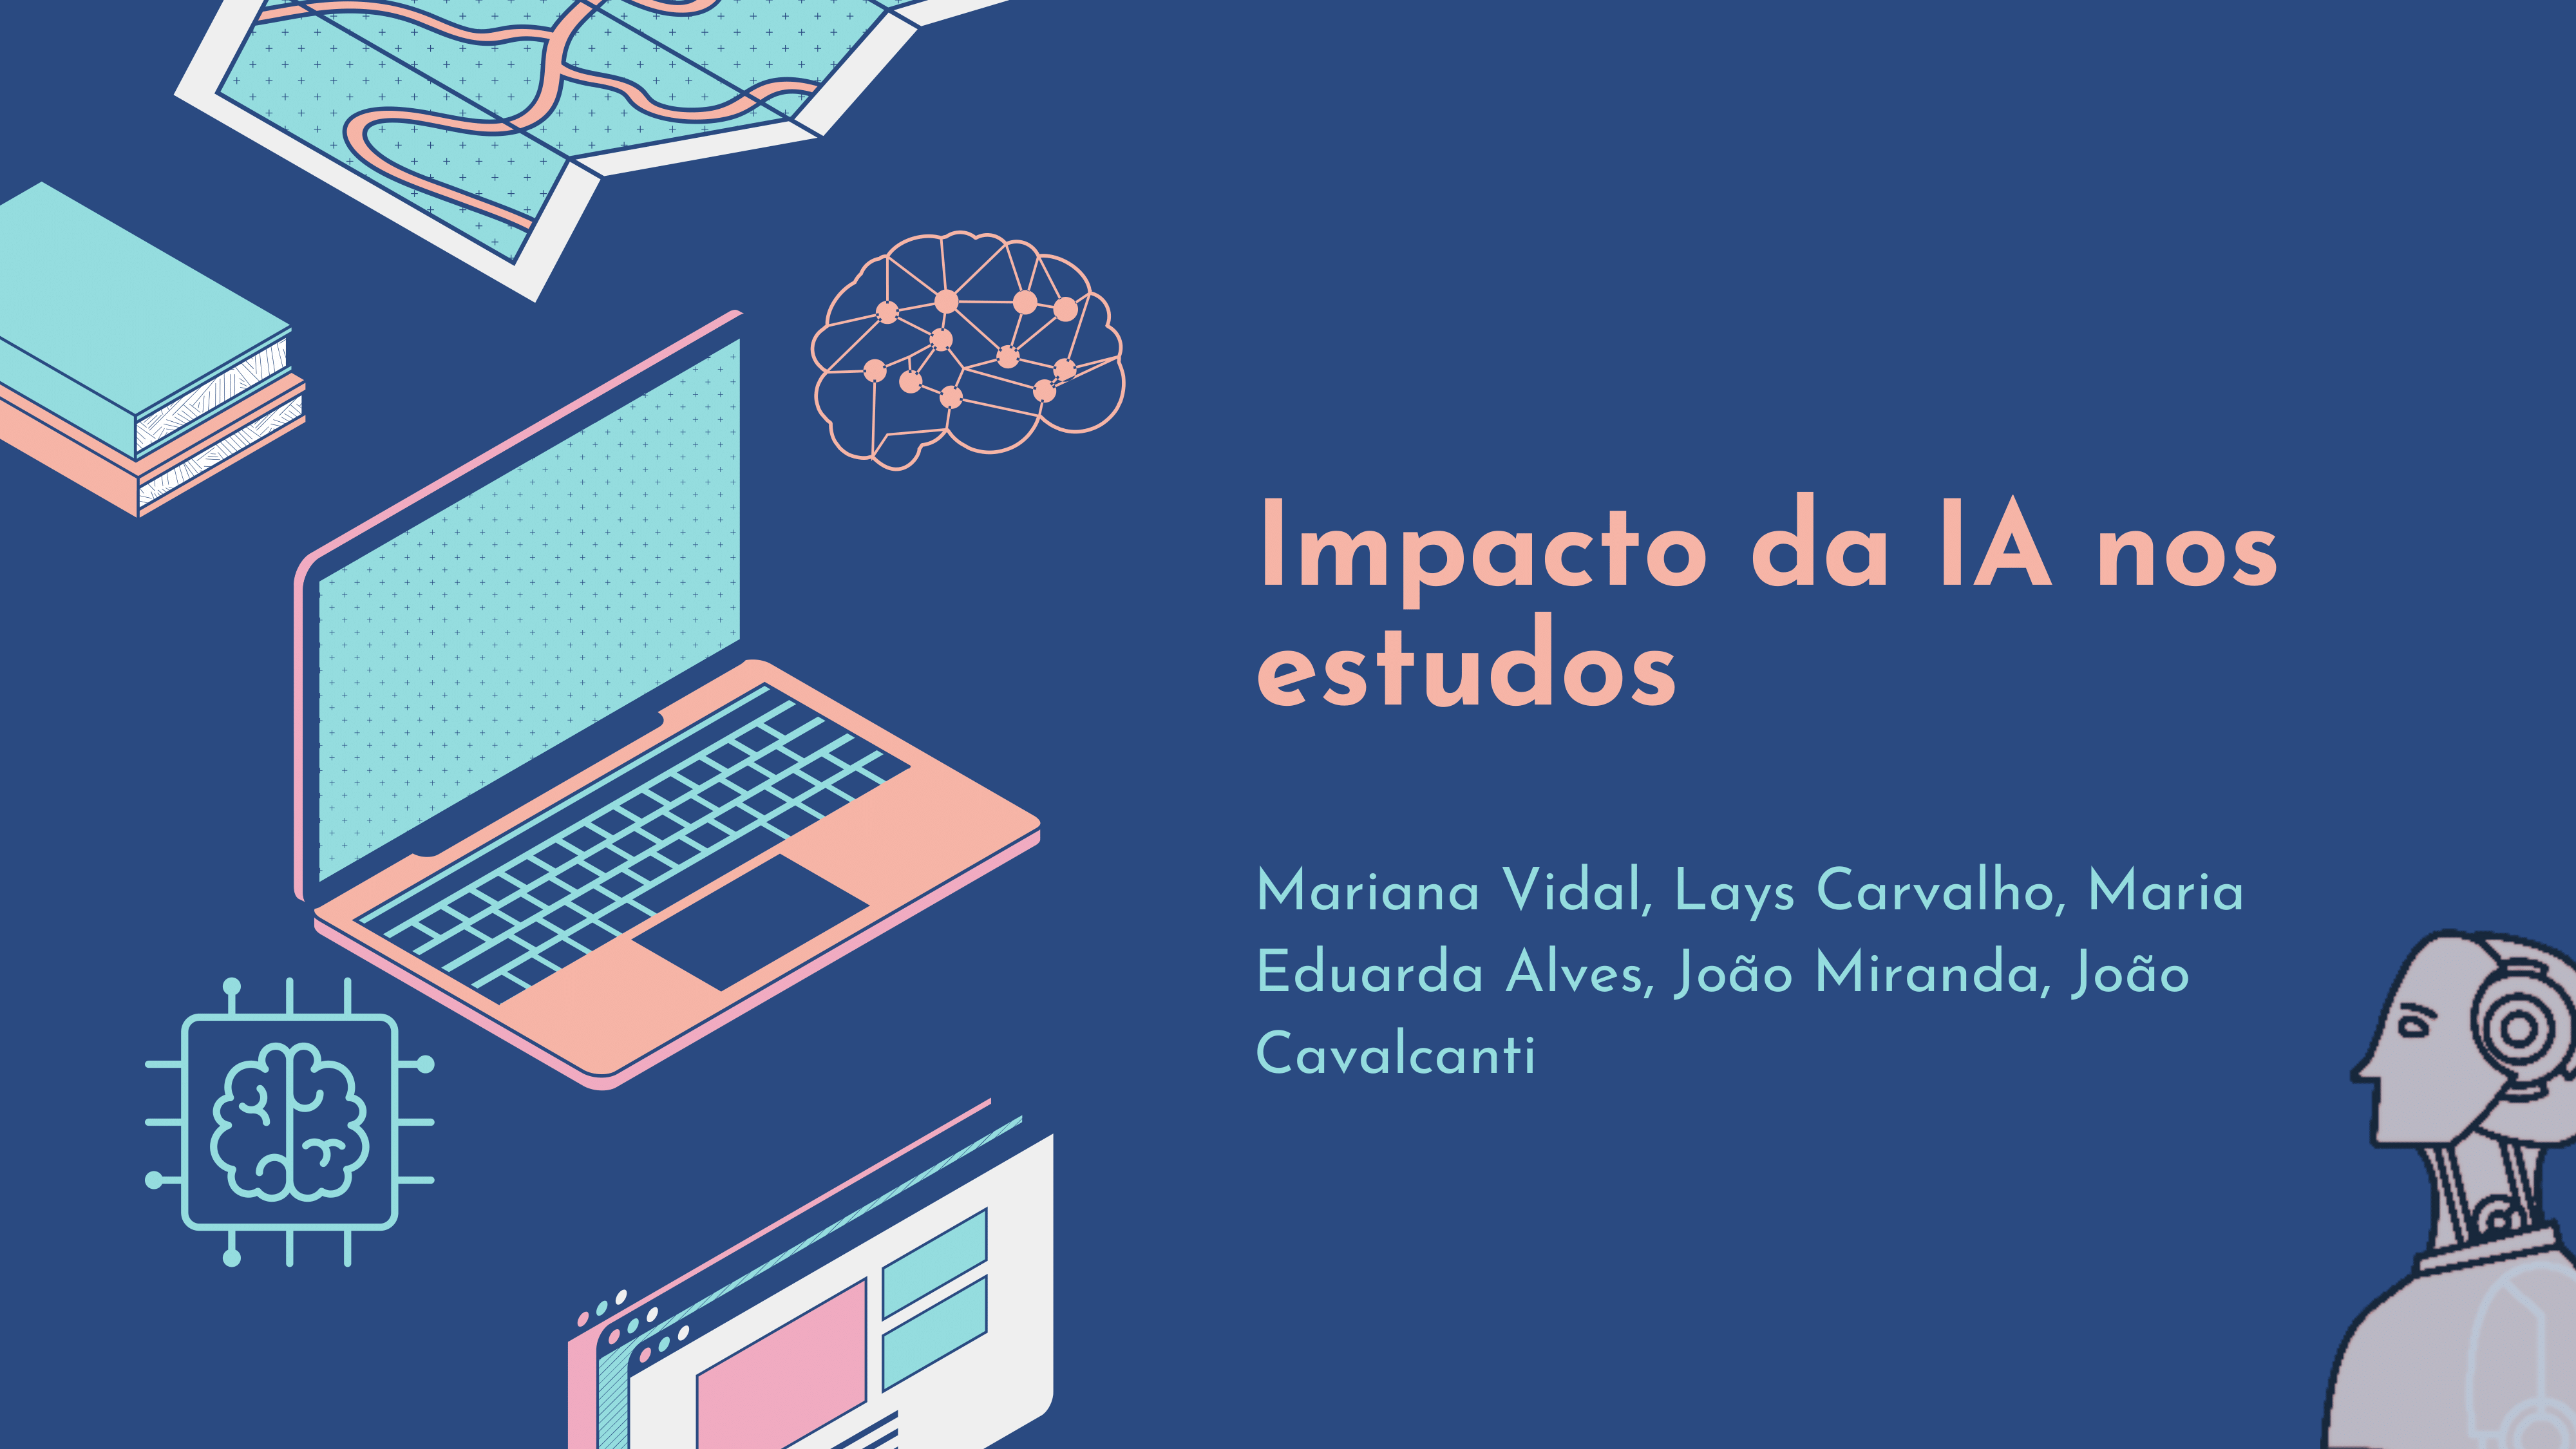 Impacto da IA nos
estudos
Mariana Vidal, Lays Carvalho, Maria
Eduarda Alves, João Miranda, João
Cavalcanti